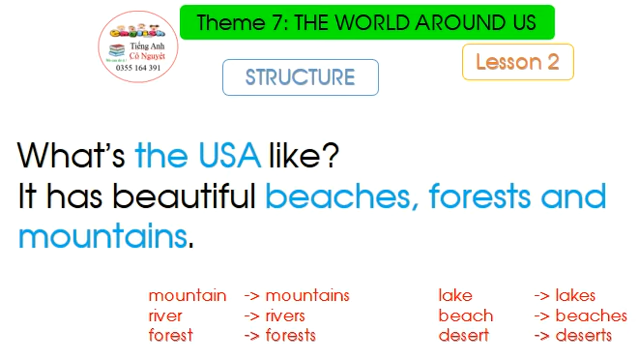 Theme 7: THE WORLD AROUND US
English
Tiếng Anh
Cô Nguyệt
0355 164 391
STRUCTURE
Lesson 2
What's the USA like?
It has beautiful beaches, forests and
mountains.
mountain -> mountains
river -> rivers
forest -> forests
lake -> lakes
beach -> beaches
desert -> deserts